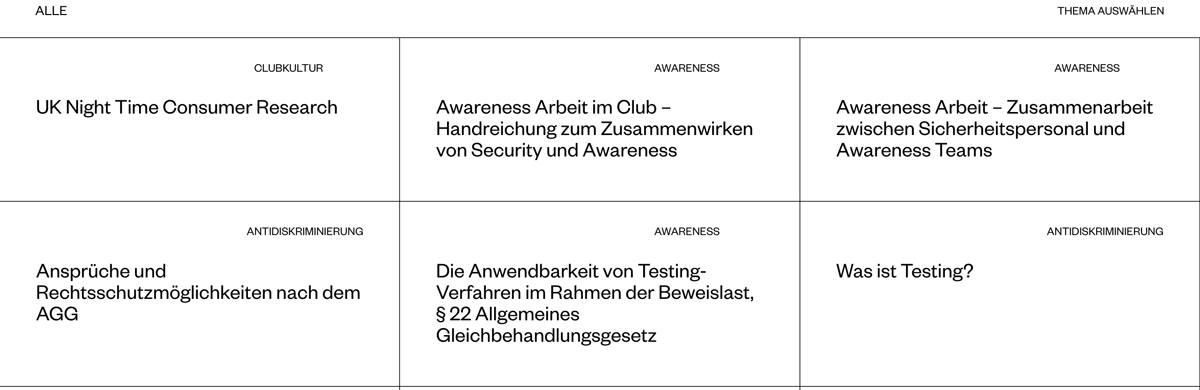 ALLE
THEMA AUSWÄHLEN
CLUBKULTUR
UK Night Time Consumer Research
AWARENESS
Awareness Arbeit im Club –
Handreichung zum Zusammenwirken
von Security und Awareness
AWARENESS
Awareness Arbeit – Zusammenarbeit
zwischen Sicherheitspersonal und
Awareness Teams
ANTIDISKRIMINIERUNG
Ansprüche und
Rechtsschutzmöglichkeiten nach dem
AGG
AWARENESS
Die Anwendbarkeit von Testing-
Verfahren im Rahmen der Beweislast,
§ 22 Allgemeines
Gleichbehandlungsgesetz
ANTIDISKRIMINIERUNG
Was ist Testing?